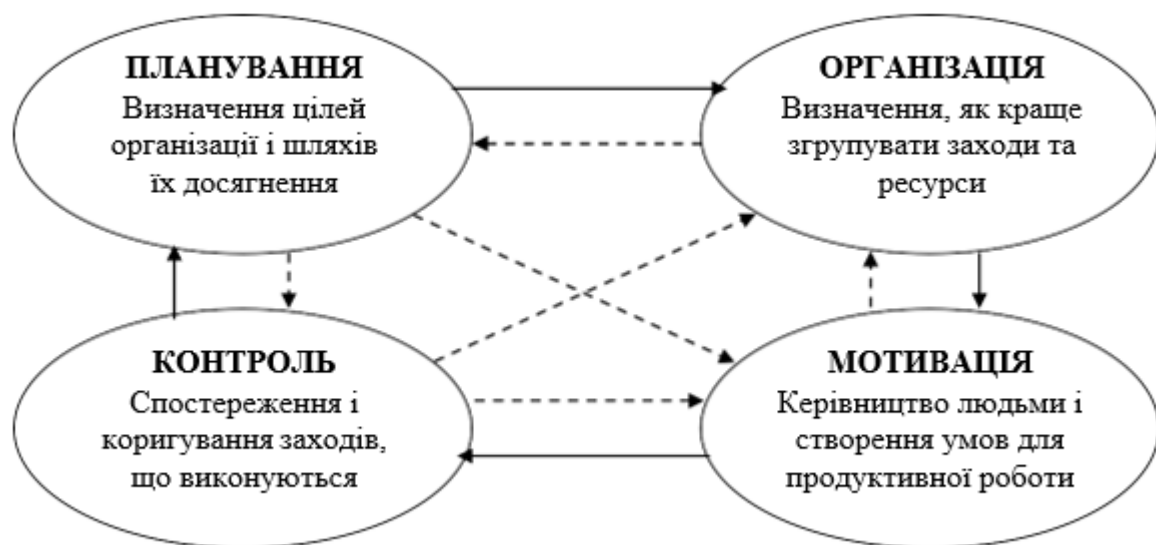 ПЛАНУВАННЯ
Визначення цілей
організації і шляхів
їх досягнення
ОРГАНІЗАЦІЯ
Визначення, як краще
згрупувати заходи та
ресурси
КОНТРОЛЬ
Спостереження і
коригування заходів,
що виконуються
МОТИВАЦІЯ
Керівництво людьми і
створення умов для
продуктивної роботи